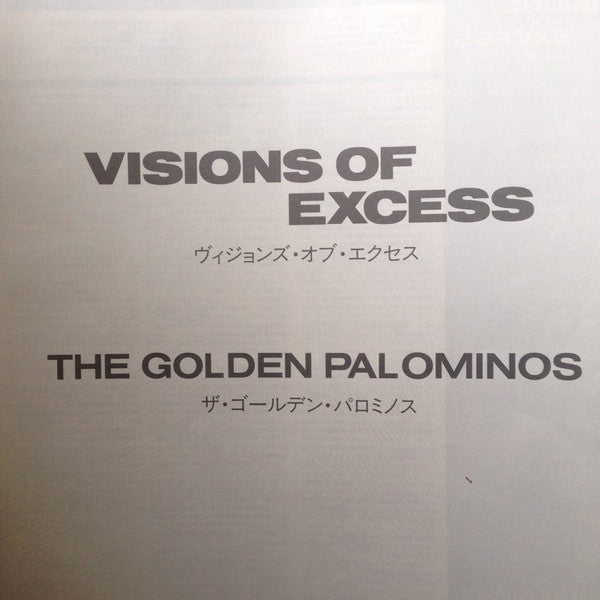 VISIONS OF
EXCESS
ヴィジョンズ・オブ・エクセス
THE GOLDEN PALOMINOS
ザ・ゴールデン・パロミノス